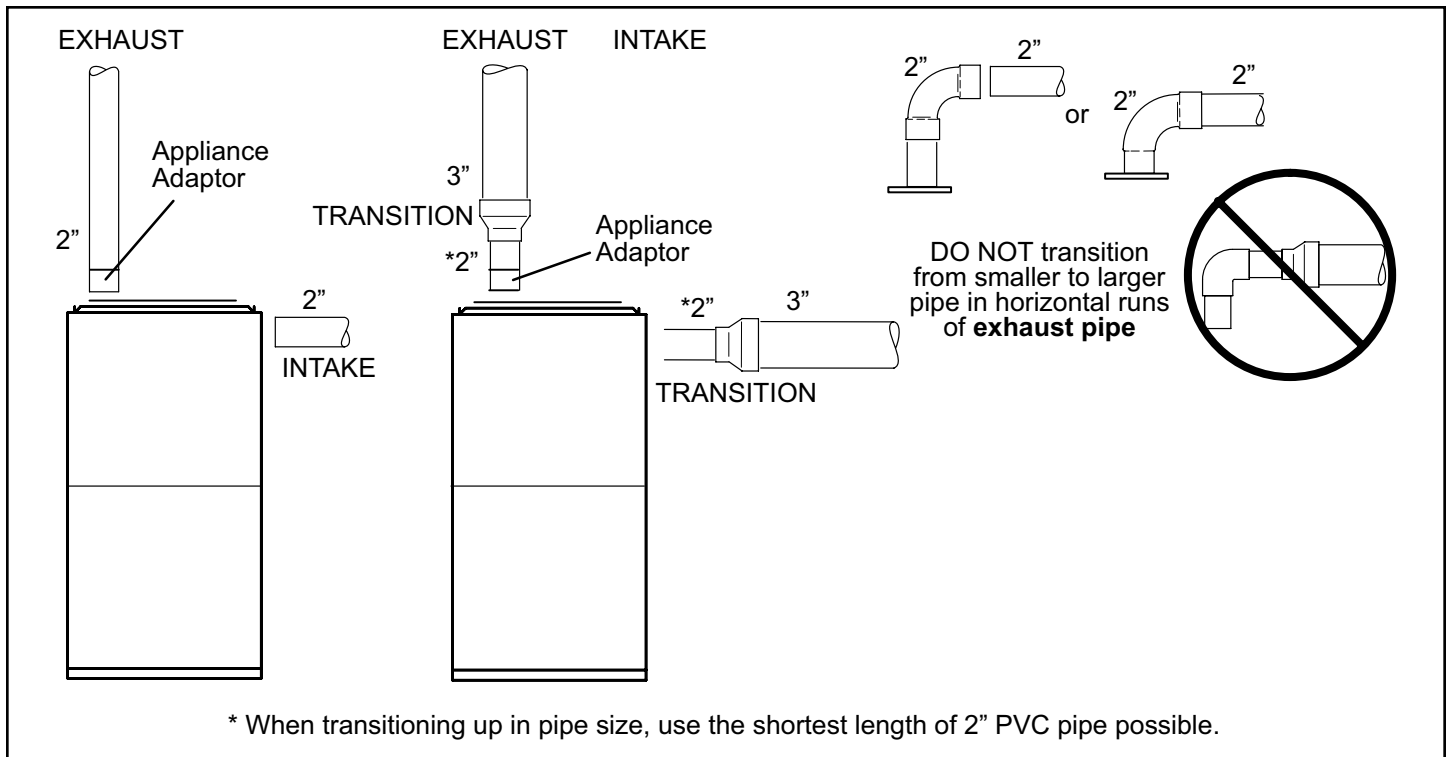 EXHAUST
Appliance
Adaptor
2”
2”
INTAKE
EXHAUST INTAKE
3”
TRANSITION
*2”
Appliance
Adaptor
*2” 3”
TRANSITION
2” 2”
or
2” 2”
DO NOT transition
from smaller to larger
pipe in horizontal runs
of exhaust pipe
* When transitioning up in pipe size, use the shortest length of 2” PVC pipe possible.